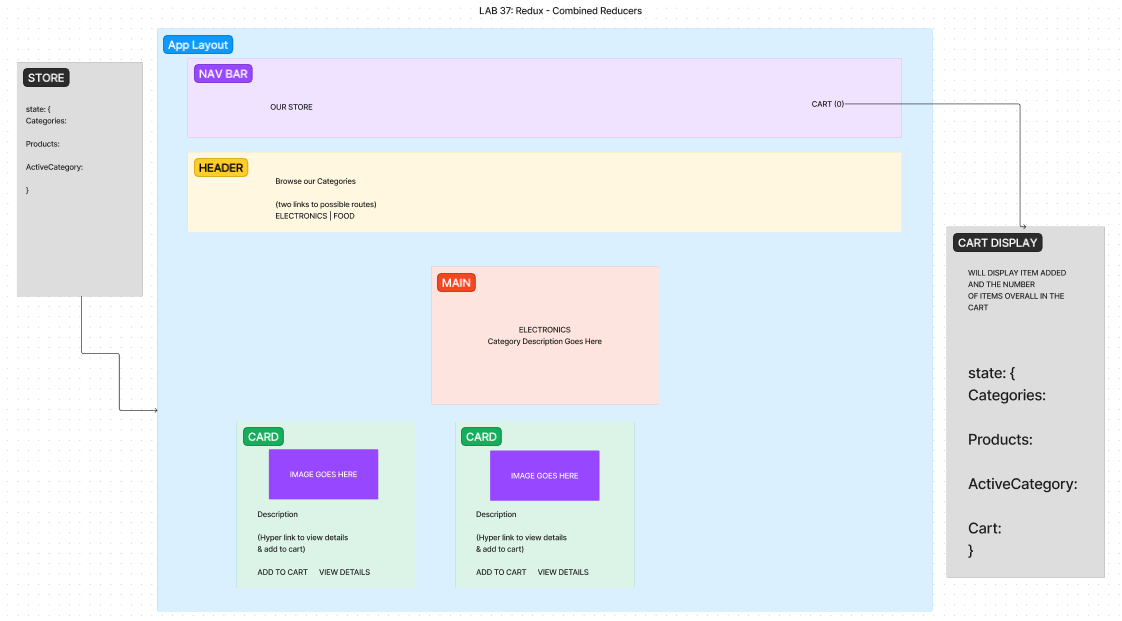 LAB 37: Redux - Combined Reducers
App Layout
STORE
state: {
Categories:
Products:
ActiveCategory:
}
NAV BAR
OUR STORE
CART (0)
HEADER
Browse our Categories
(two links to possible routes)
ELECTRONICS | FOOD
MAIN
ELECTRONICS
Category Description Goes Here
CARD
IMAGE GOES HERE
Description
(Hyper link to view details
& add to cart)
ADD TO CART VIEW DETAILS
CARD
IMAGE GOES HERE
Description
(Hyper link to view details
& add to cart)
ADD TO CART VIEW DETAILS
CART DISPLAY
WILL DISPLAY ITEM ADDED
AND THE NUMBER
OF ITEMS OVERALL IN THE
CART
state: {
Categories:
Products:
ActiveCategory:
Cart:
}